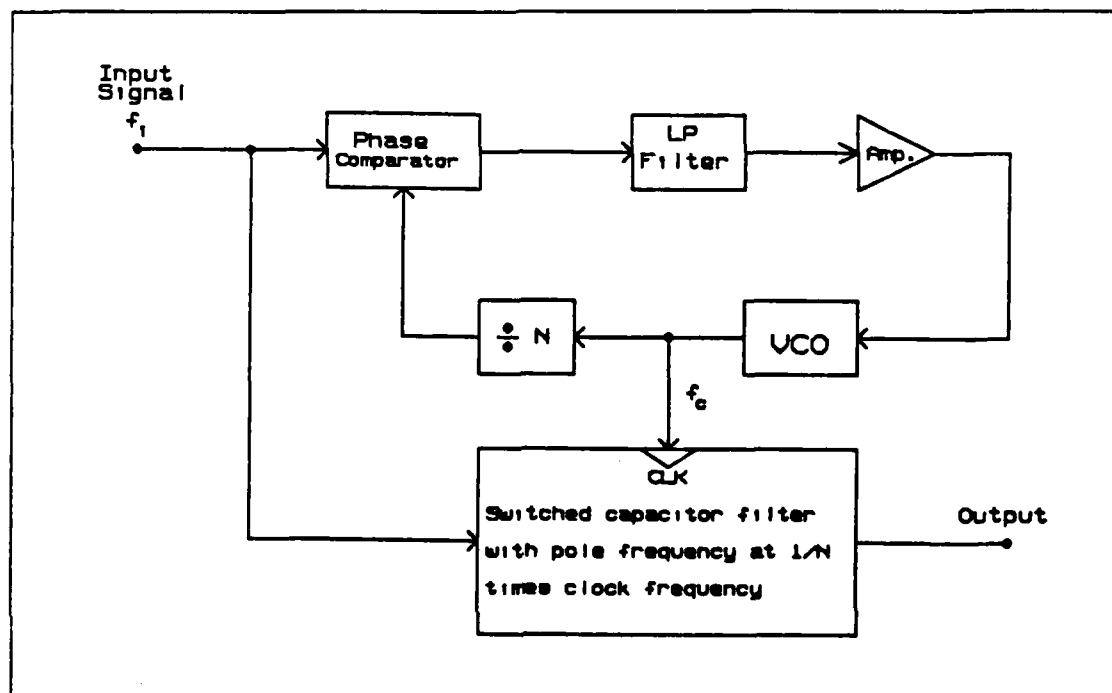 Input
Signal
fi
Phase
Comparator
LP
Filter
Amp.
÷ N
VCO
fc
CLK
Switched capacitor filter
with pole frequency at 1/N
times clock frequency
Output